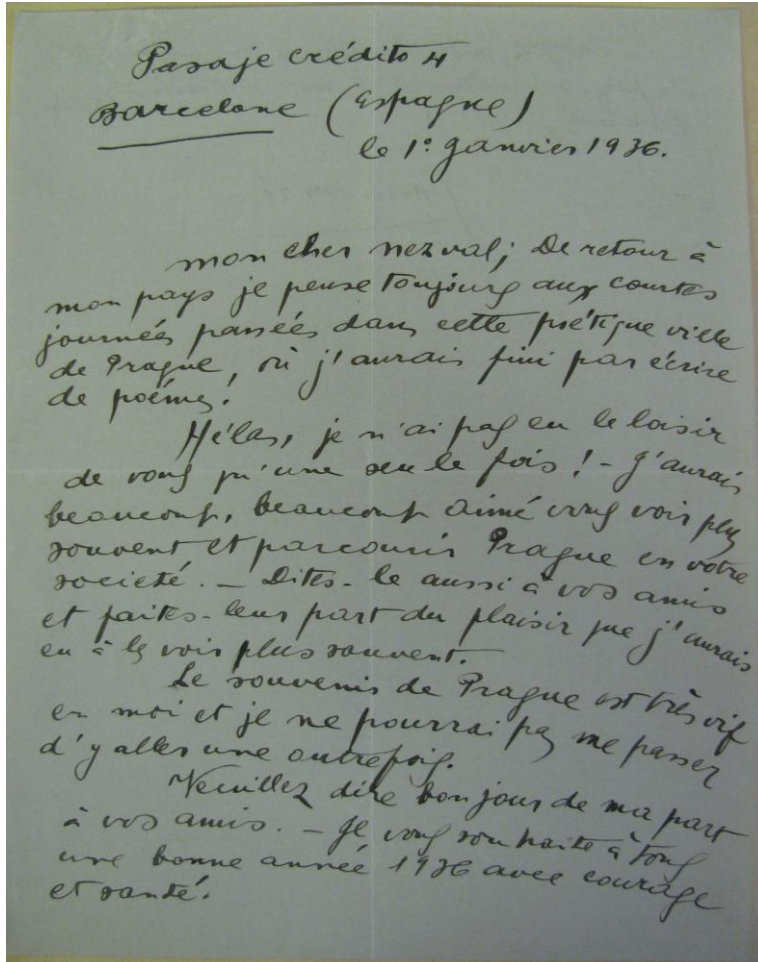 Pasaje crédito 4
Barcelone (Espagne)
le 1º Janvier 1936.
mon cher nezval; De retour à
mon pays je pense toujours aux courtes
journées passées dans cette poétique ville
de Prague, où j'aurais fini par écrire
de poémes.
Hélas, je n'ai pas eu le loisir
de vous qu'une seule fois ! - J'aurais
beaucoup, beaucoup aimé vous voir plus
souvent et parcourir Prague en votre
societé. - Dites-le aussi à vos amis
et faites-leur part du plaisir que j'aurais
eu à les voir plus souvent.
Le souvenir de Prague est très vif
en moi et je ne pourrai pas me passer
d'y aller une autre fois.
Veuillez dire bonjour de ma part
à vos amis. - Je vous souhaite à tous
une bonne année 1936 avec courage
et santé.